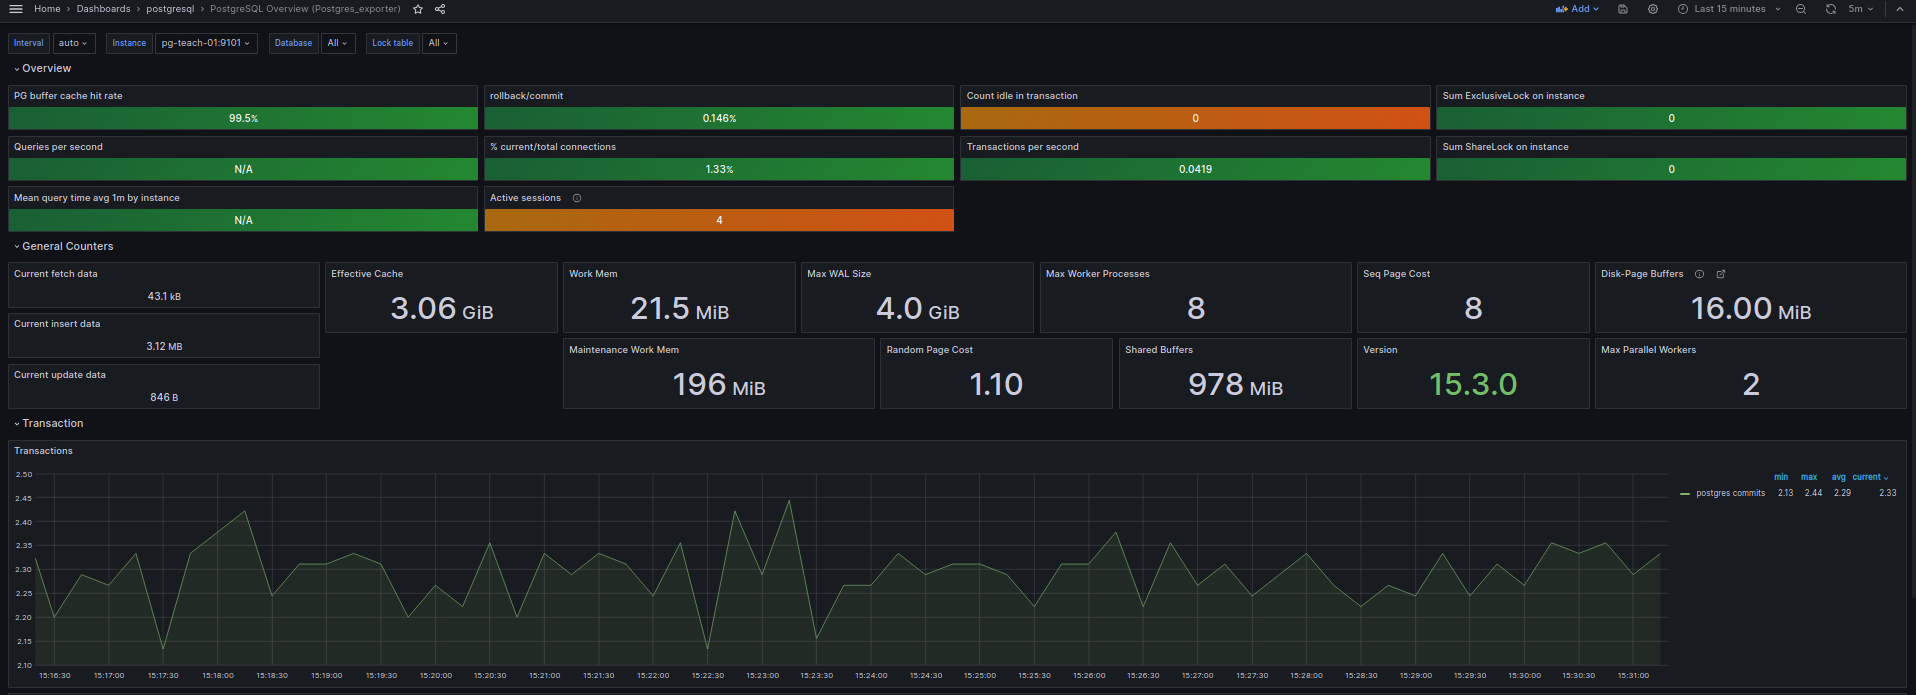 Home › Dashboards › postgresql › PostgreSQL Overview (Postgres_exporter)
Add
Last 15 minutes
5m
Interval auto Instance pg-teach-01:9101 Database All Lock table All
Overview
PG buffer cache hit rate
99.5%
rollback/commit
0.146%
Count idle in transaction
0
Sum ExclusiveLock on instance
0
Queries per second
N/A
% current/total connections
1.33%
Transactions per second
0.0419
Sum ShareLock on instance
0
Mean query time avg 1m by instance
N/A
Active sessions
4
General Counters
Current fetch data
43.1 kB
Current insert data
3.12 MB
Current update data
846 B
Effective Cache
3.06 GiB
Work Mem
21.5 MiB
Max WAL Size
4.0 GiB
Max Worker Processes
8
Seq Page Cost
8
Disk-Page Buffers
16.00 MiB
Maintenance Work Mem
196 MiB
Random Page Cost
1.10
Shared Buffers
978 MiB
Version
15.3.0
Max Parallel Workers
2
Transaction
Transactions
2.50
2.45
2.40
2.35
2.30
2.25
2.20
2.15
2.10
15:16:30 15:17:00 15:17:30 15:18:00 15:18:30 15:19:00 15:19:30 15:20:00 15:20:30 15:21:00 15:21:30 15:22:00 15:22:30 15:23:00 15:23:30 15:24:00 15:24:30 15:25:00 15:25:30 15:26:00 15:26:30 15:27:00 15:27:30 15:28:00 15:28:30 15:29:00 15:29:30 15:30:00 15:30:30 15:31:00
min max avg current
postgres commits 2.13 2.44 2.29 2.33